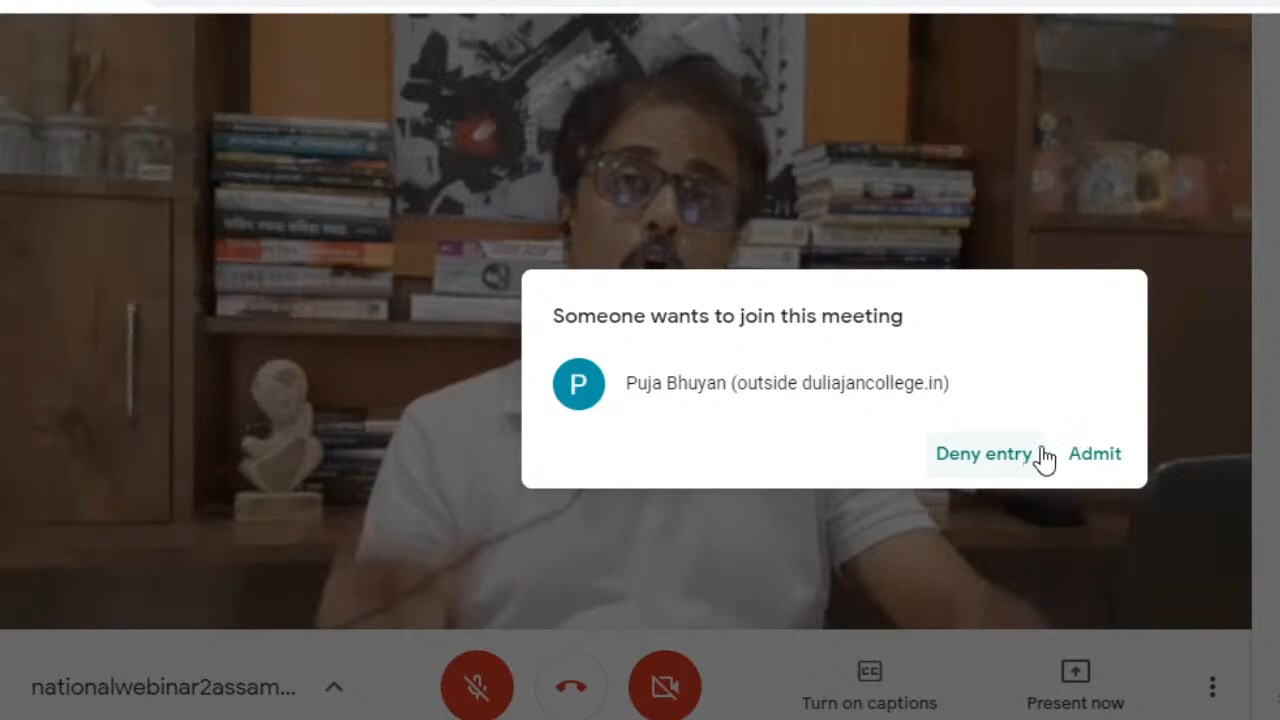 Someone wants to join this meeting
P
Puja Bhuyan (outside duliajancollege.in)
Deny entry
Admit
nationalwebinar2assam...
CC
Turn on captions
Present now